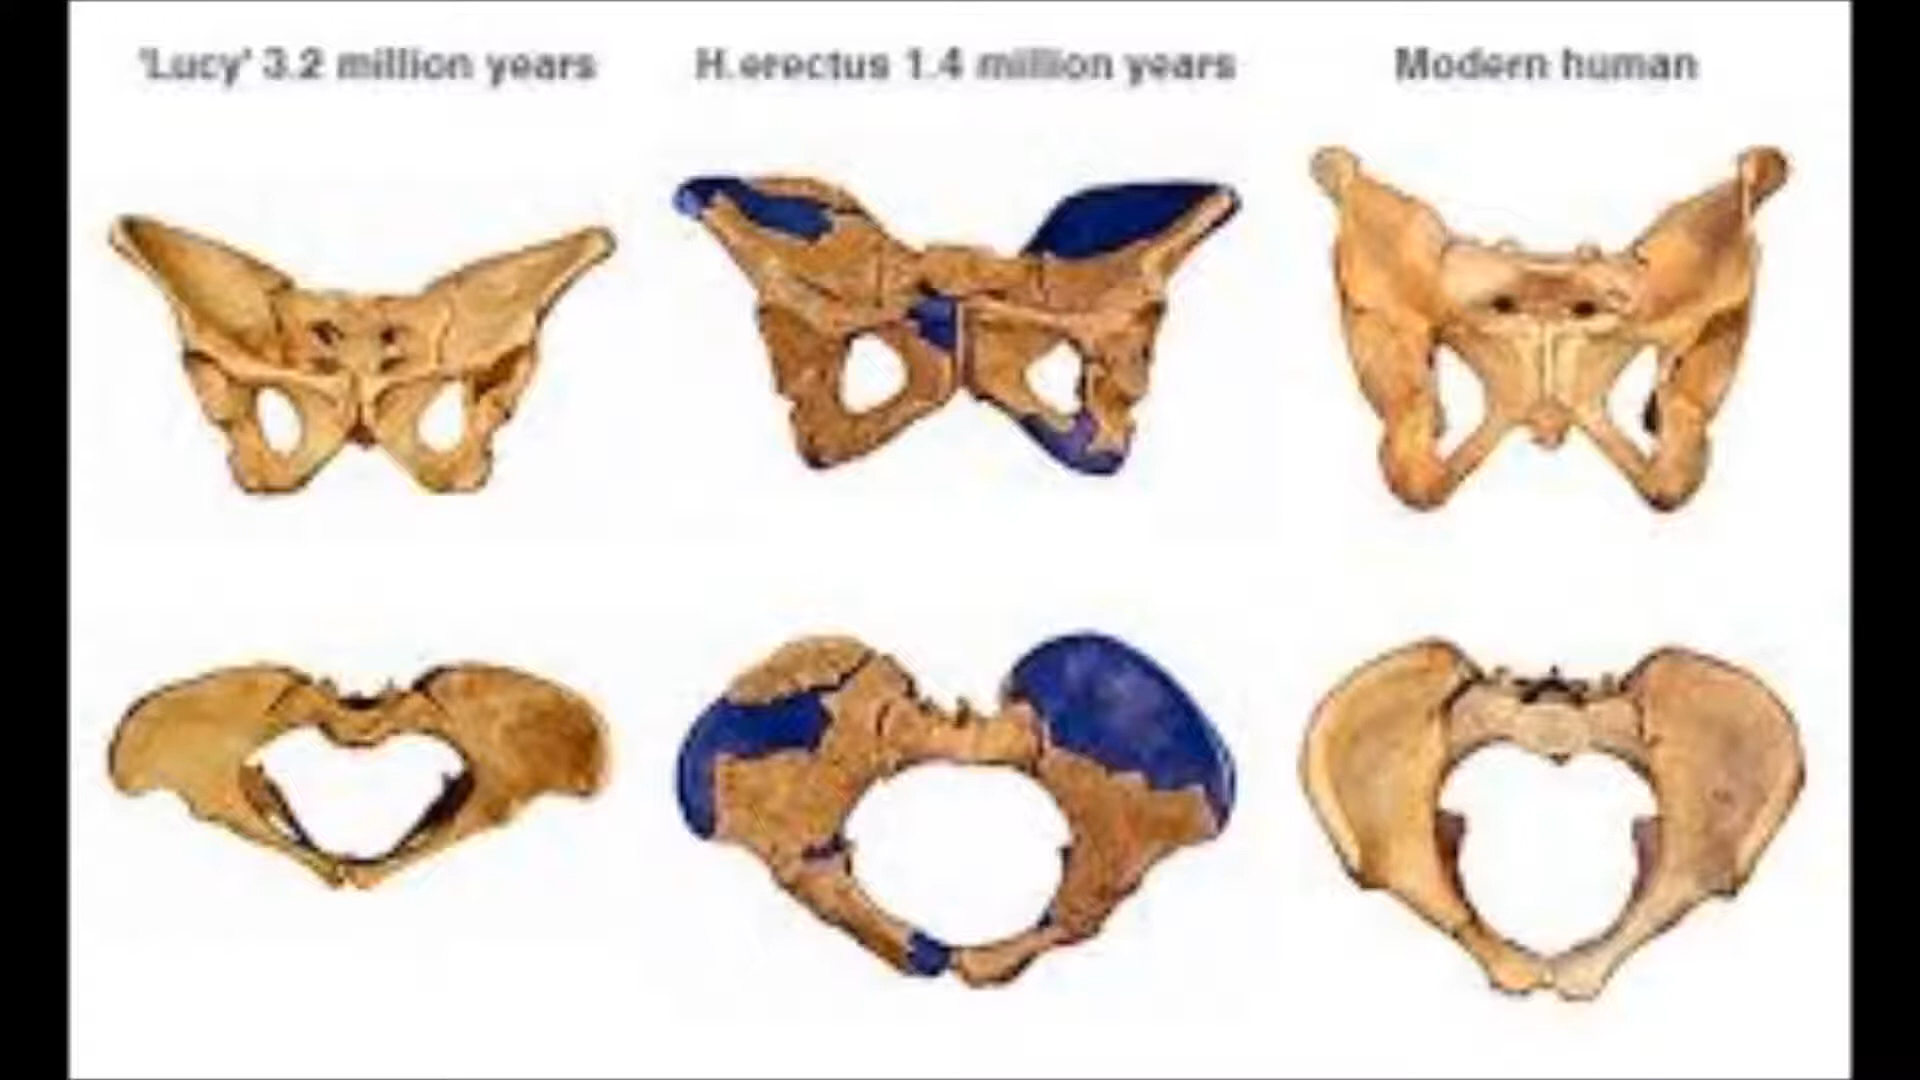 'Lucy' 3.2 million years
H.erectus 1.4 million years
Modern human